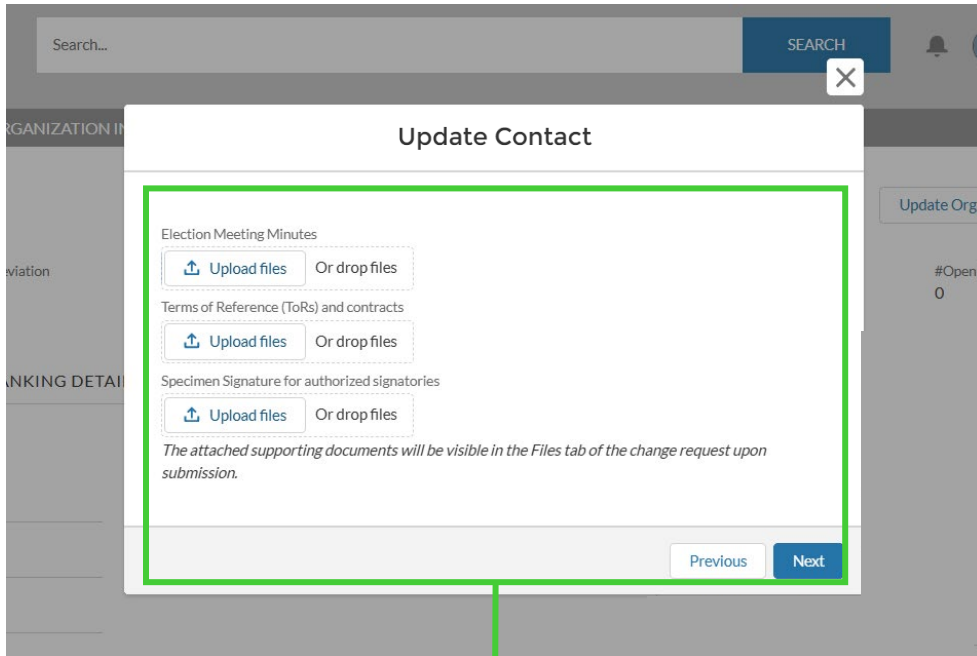 Search...
SEARCH
RGANIZATION IN
Update Contact
Update Org
Election Meeting Minutes
Upload files
Or drop files
eviation
#Open
0
Terms of Reference (ToRs) and contracts
Upload files
Or drop files
ANKING DETAI
Specimen Signature for authorized signatories
Upload files
Or drop files
The attached supporting documents will be visible in the Files tab of the change request upon
submission.
Previous
Next